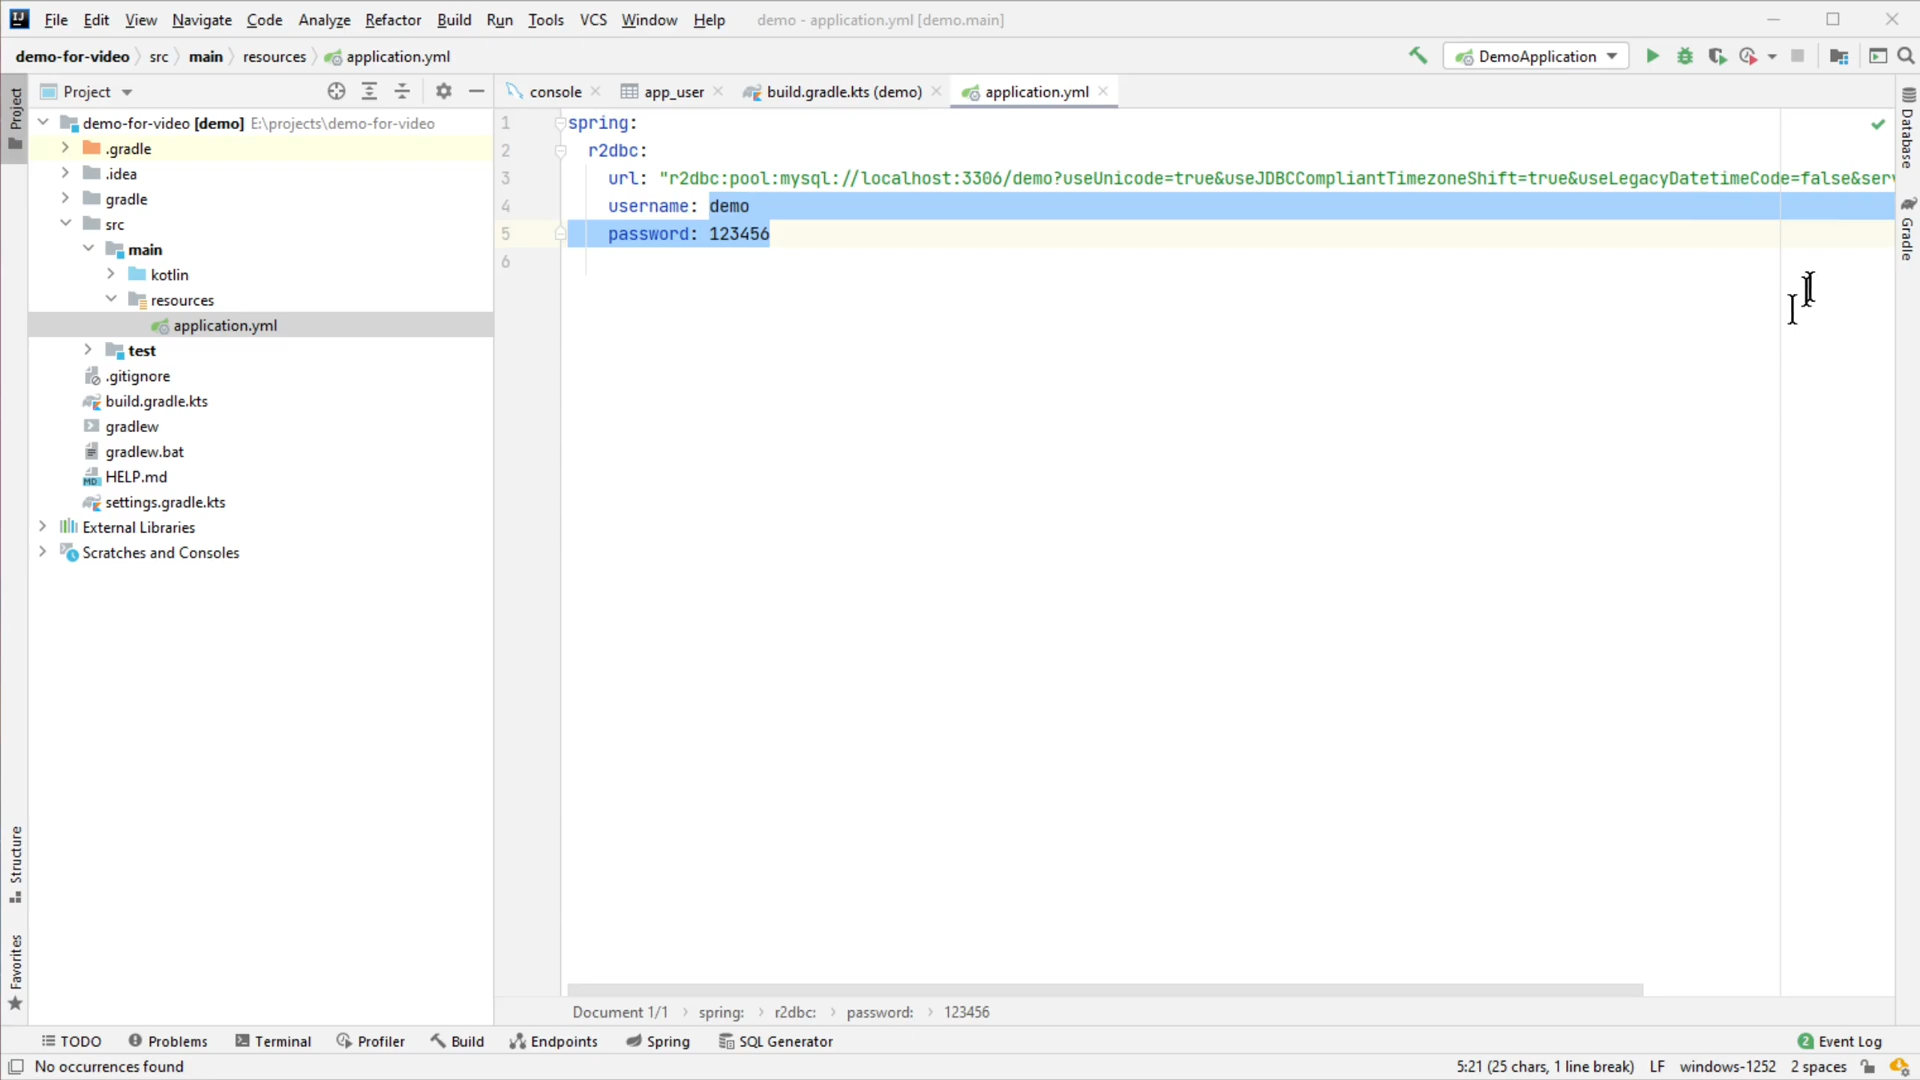 File Edit View Navigate Code Analyze Refactor Build Run Tools VCS Window Help demo - application.yml [demo.main]
demo-for-video src main resources application.yml DemoApplication
Project console app_user build.gradle.kts (demo) application.yml
Project
demo-for-video [demo] E:\projects\demo-for-video
.gradle
.idea
gradle
src
main
kotlin
resources
application.yml
test
.gitignore
build.gradle.kts
gradlew
gradlew.bat
HELP.md
settings.gradle.kts
External Libraries
Scratches and Consoles
Structure
Favorites
1 spring:
2 r2dbc:
3 url: "r2dbc:pool:mysql://localhost:3306/demo?useUnicode=true&useJDBCCompliantTimezoneShift=true&useLegacyDatetimeCode=false&serv
4 username: demo
5 password: 123456
6
Database
Gradle
Document 1/1 spring: r2dbc: password: 123456
TODO Problems Terminal Profiler Build Endpoints Spring SQL Generator 2 Event Log
No occurrences found 5:21 (25 chars, 1 line break) LF windows-1252 2 spaces